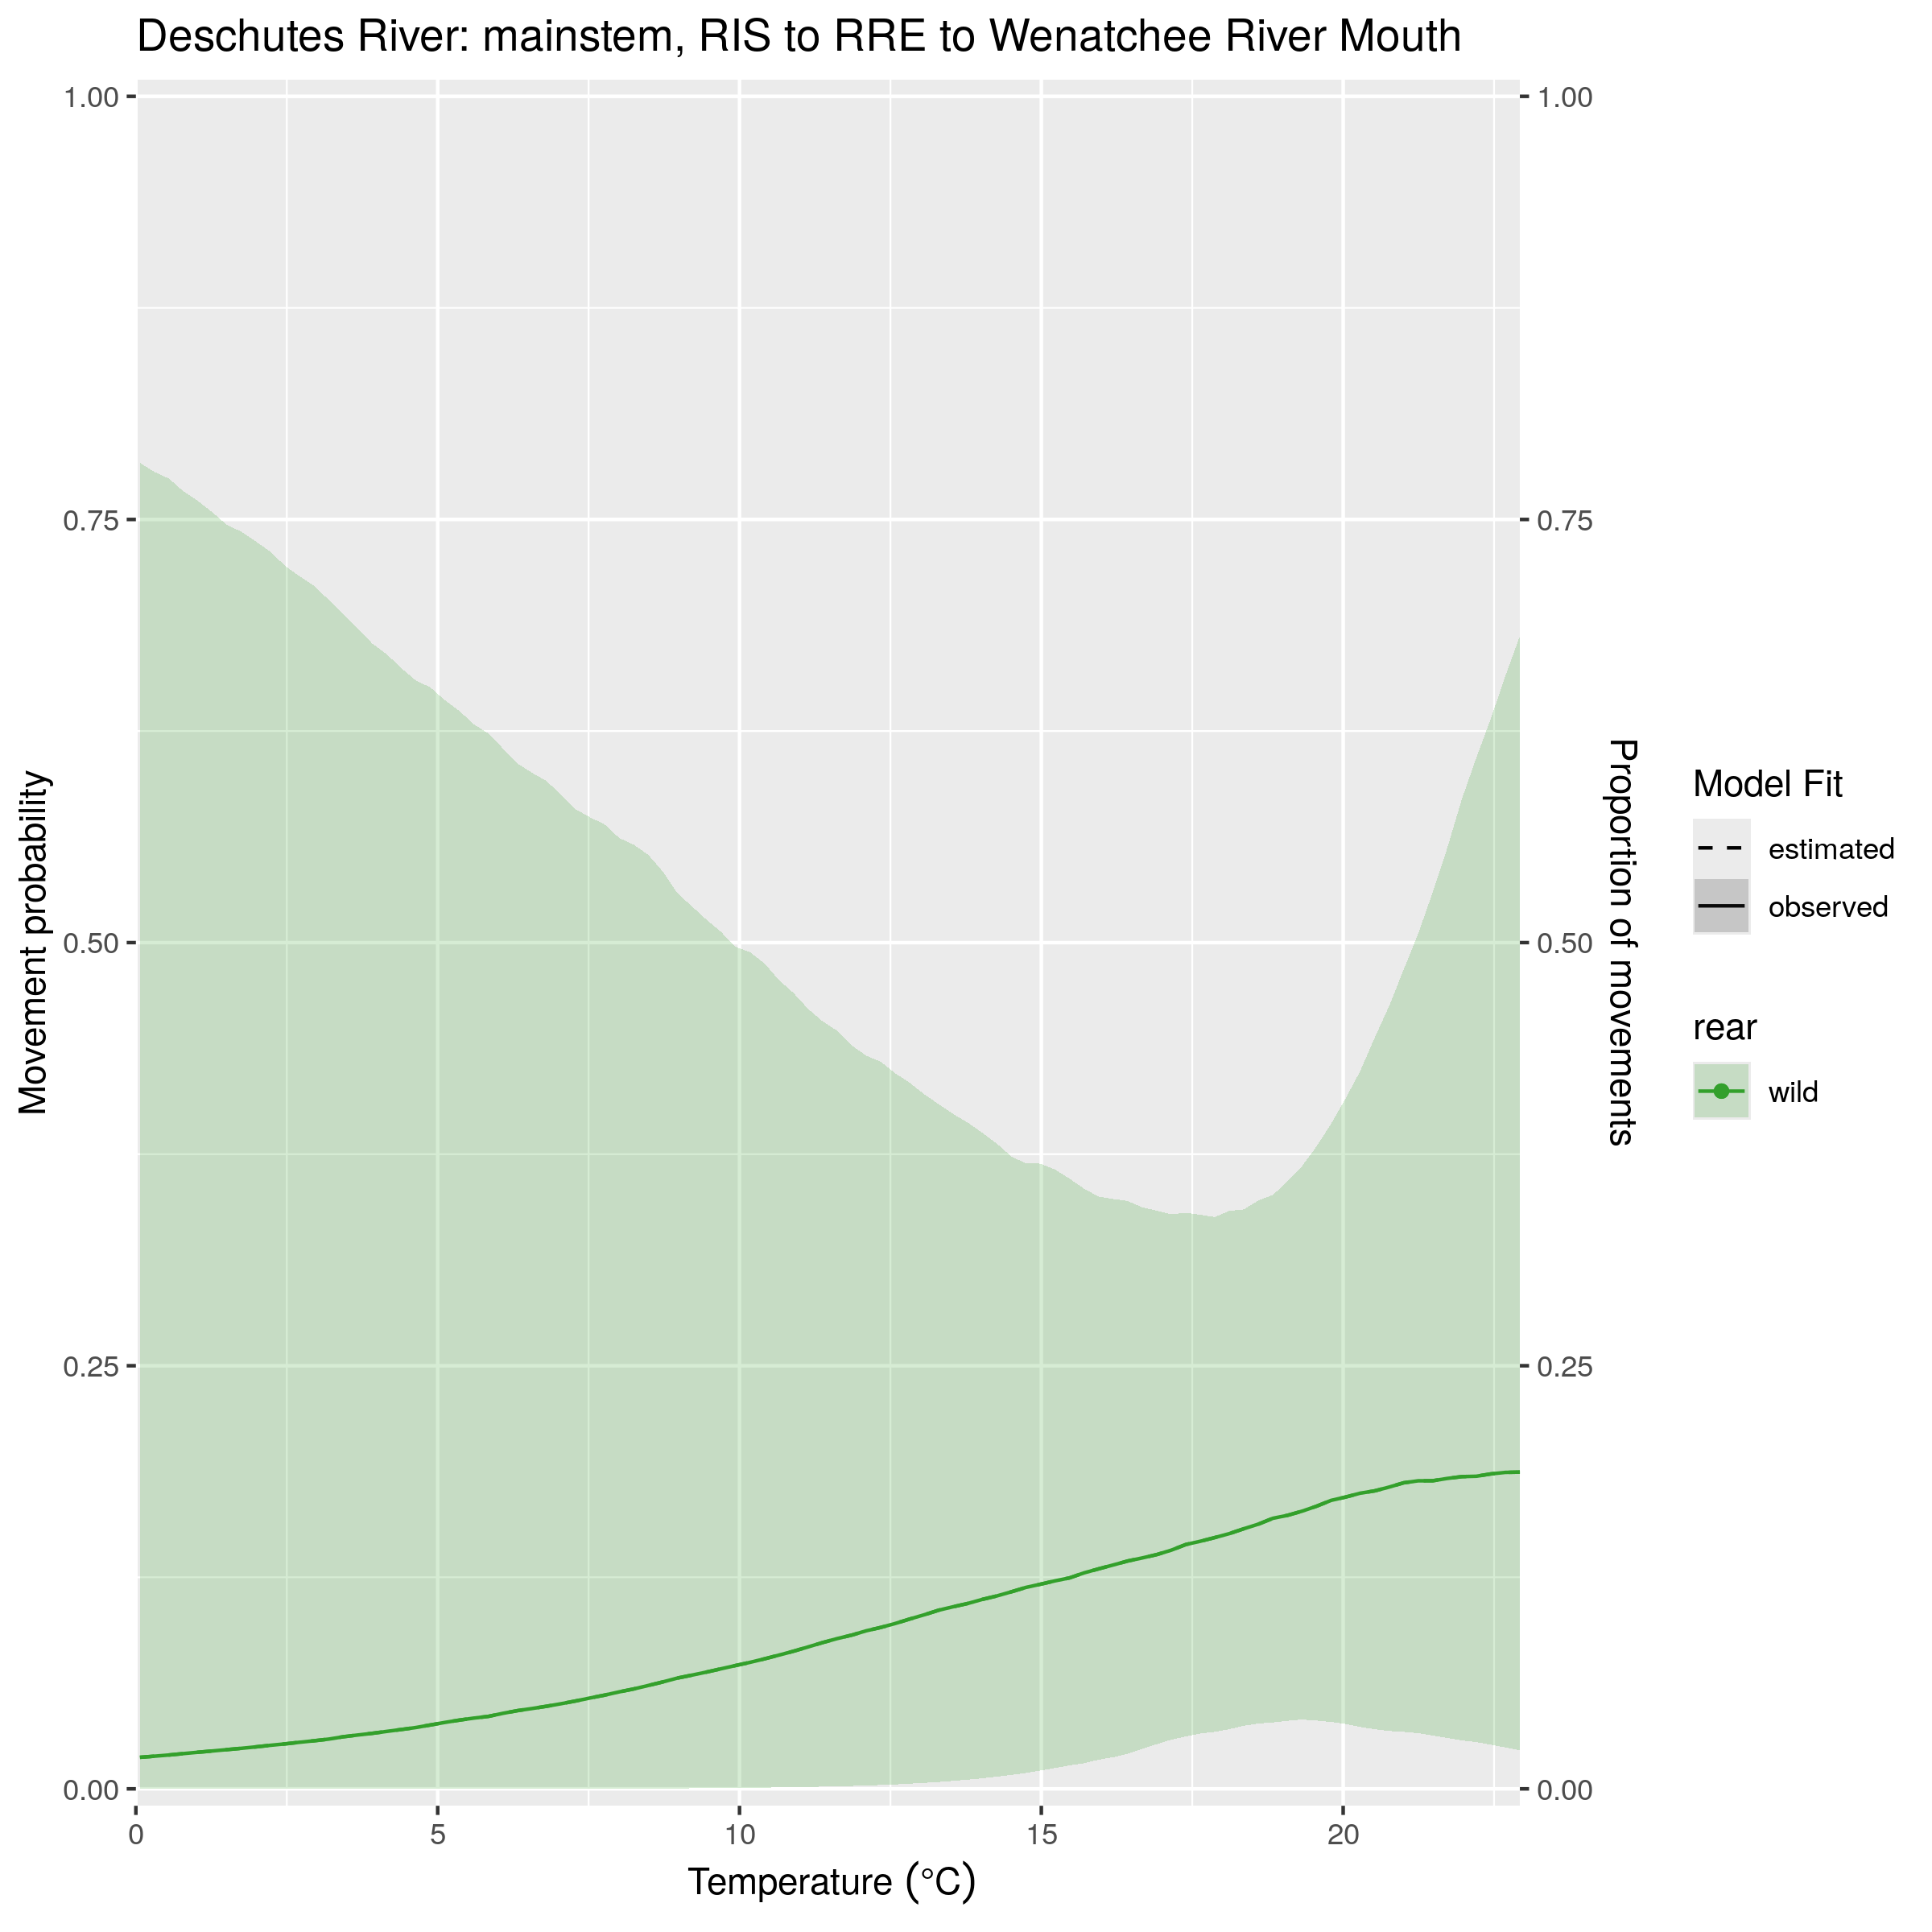 Deschutes River: mainstem, RIS to RRE to Wenatchee River Mouth
Movement probability
1.00
0.75
0.50
0.25
0.00
0
5
10
15
20
Temperature (°C)
1.00
0.75
0.50
0.25
0.00
Proportion of movements
Model Fit
estimated
observed
rear
wild